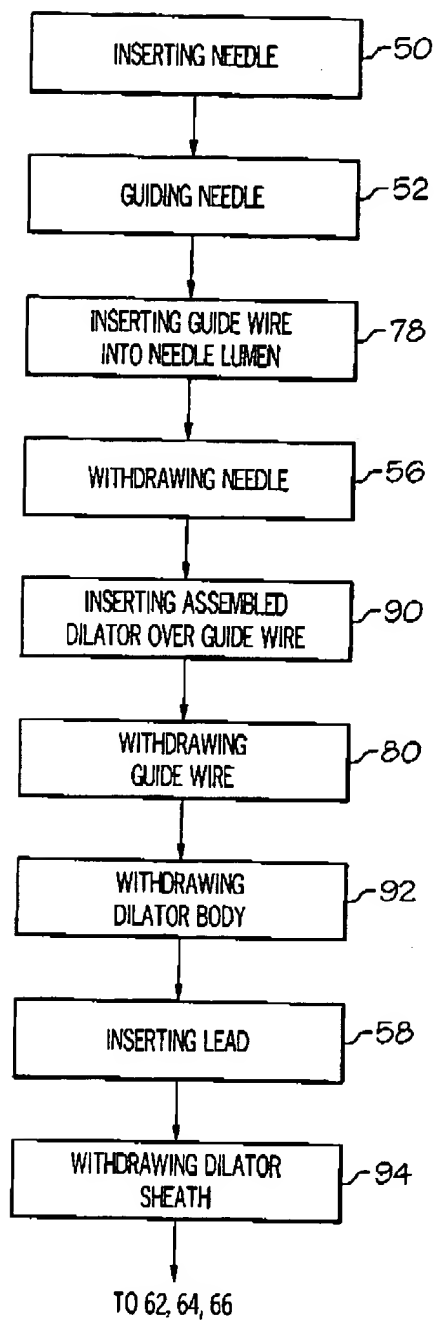 INSERTING NEEDLE
50
GUIDING NEEDLE
52
INSERTING GUIDE WIRE
INTO NEEDLE LUMEN
78
WITHDRAWING NEEDLE
56
INSERTING ASSEMBLED
DILATOR OVER GUIDE WIRE
90
WITHDRAWING
GUIDE WIRE
80
WITHDRAWING
DILATOR BODY
92
INSERTING LEAD
58
WITHDRAWING DILATOR
SHEATH
94
TO 62, 64, 66